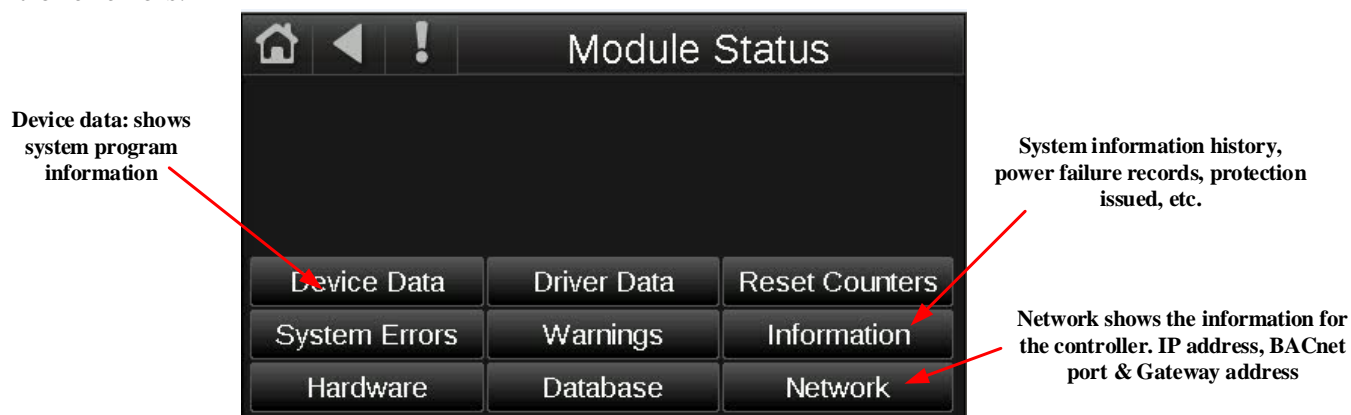 Module Status
Device data: shows
system program
information
System information history,
power failure records, protection
issued, etc.
Device Data Driver Data Reset Counters
System Errors Warnings Information
Hardware Database Network
Network shows the information for
the controller. IP address, BACnet
port & Gateway address